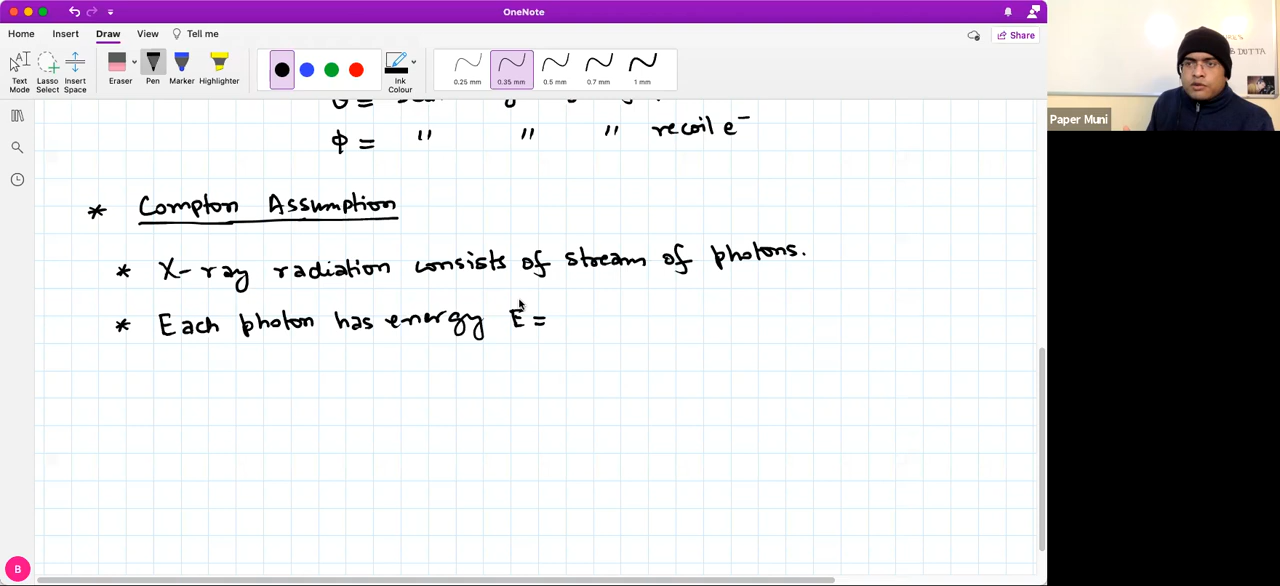 OneNote
Home Insert Draw View Tell me
Share
Text Mode
Lasso Select
Insert Space
Eraser
Pen
Marker
Highlighter
Ink Colour
0.25 mm
0.35 mm
0.5 mm
0.7 mm
1 mm
B DUTTA
Paper Muni
θ =
φ = " " " recoil e⁻
* Compton Assumption
* X-ray radiation consists of stream of photons.
* Each photon has energy E =
B